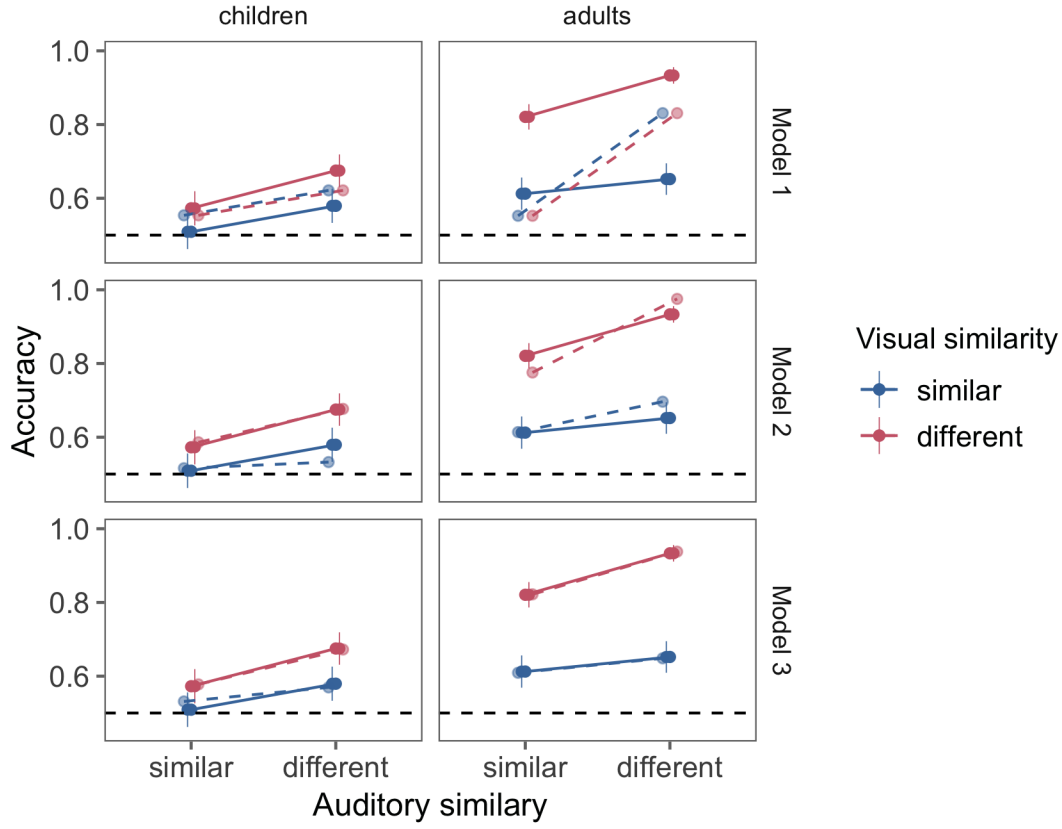 children
adults
1.0
0.8
0.6
Model 1
1.0
0.8
0.6
Model 2
1.0
0.8
0.6
Model 3
Accuracy
similar
different
similar
different
Auditory similary
Visual similarity
similar
different